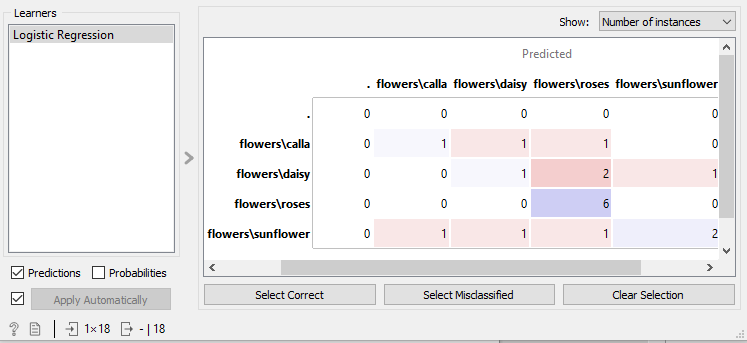 Learners
Logistic Regression
Predictions
Probabilities
Apply Automatically
? 1×18 - | 18
Show: Number of instances
Predicted
. flowers\calla flowers\daisy flowers\roses flowers\sunflower
. 0 0 0 0 0
flowers\calla 0 1 1 1 0
flowers\daisy 0 0 1 2 1
flowers\roses 0 0 0 6 0
flowers\sunflower 0 1 1 1 2
Select Correct Select Misclassified Clear Selection